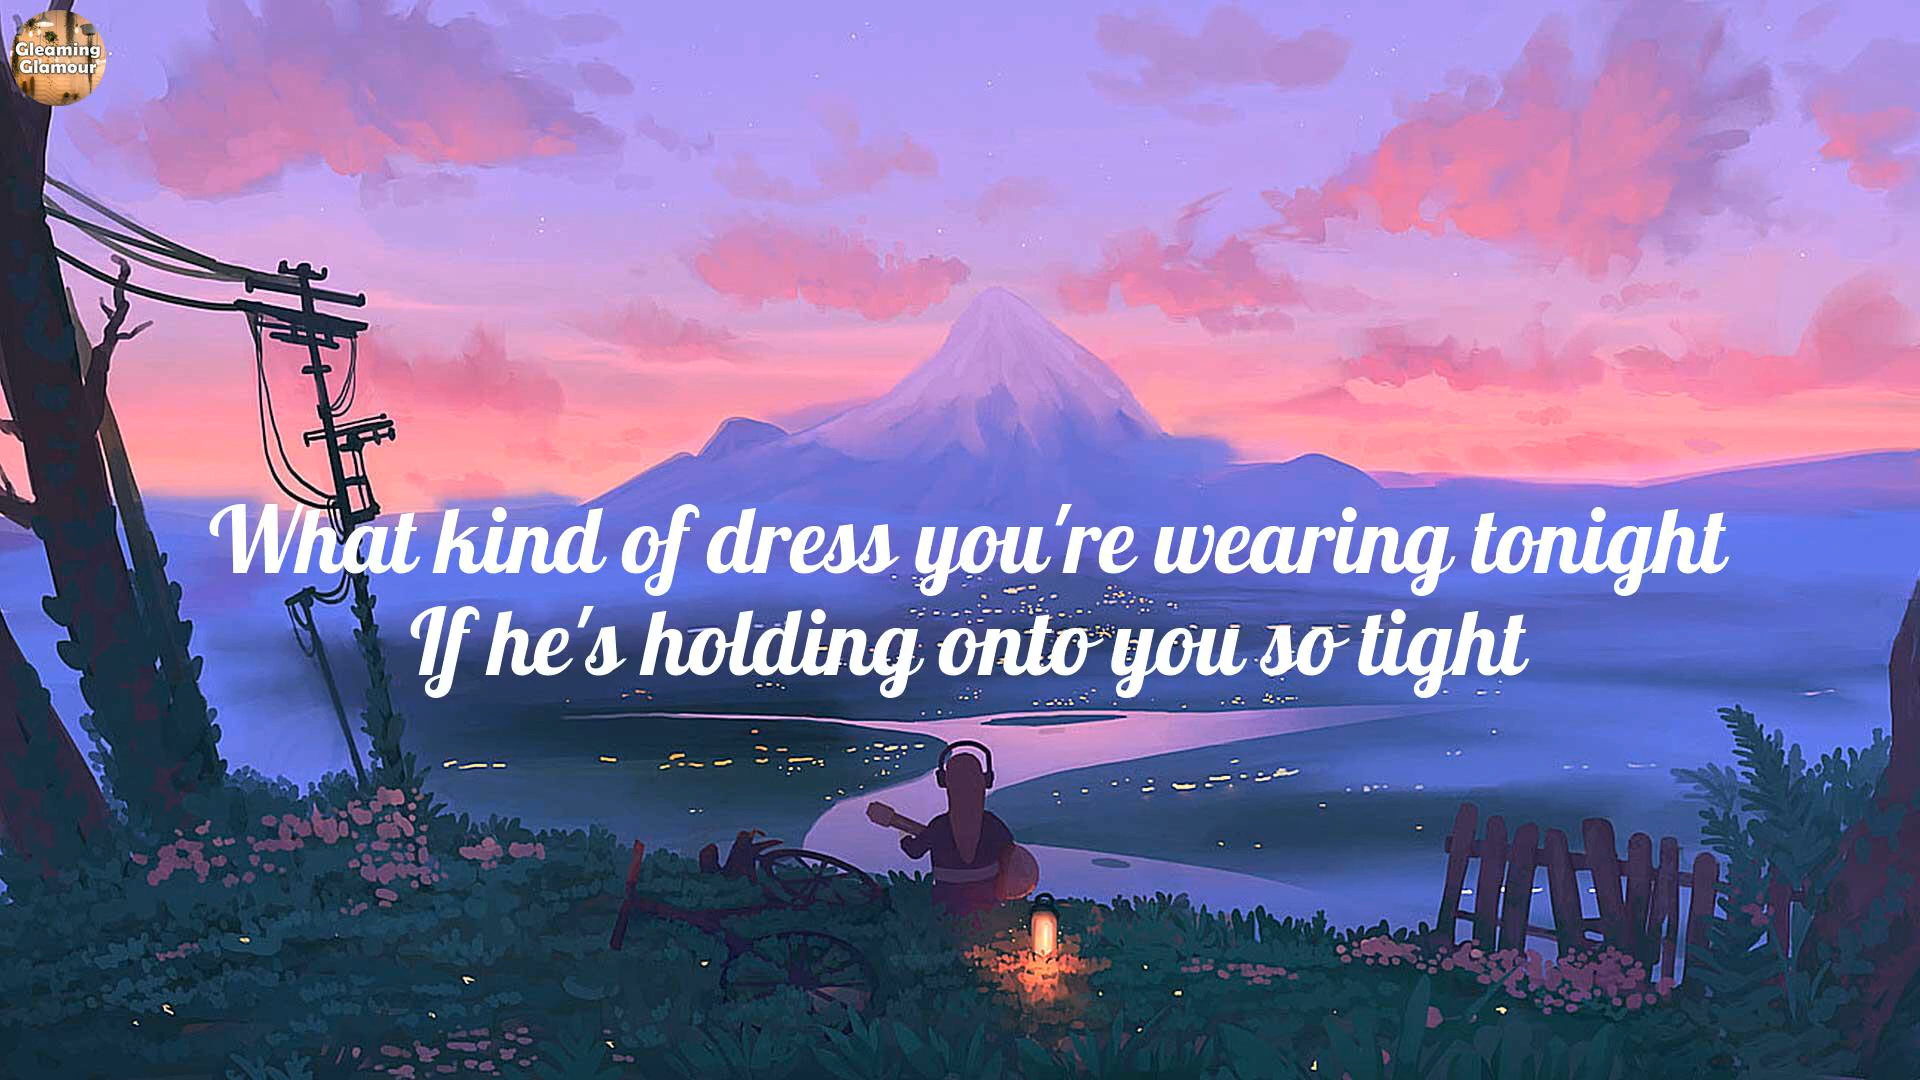 Gleaming
Glamour
What kind of dress you're wearing tonight
If he's holding onto you so tight